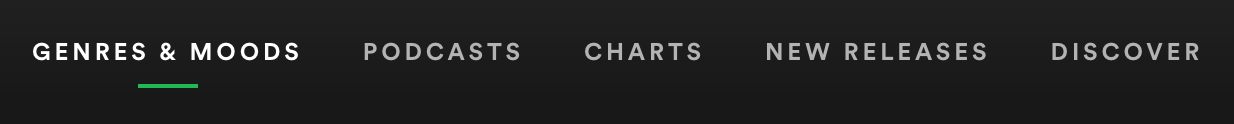 GENRES & MOODS PODCASTS CHARTS NEW RELEASES DISCOVER